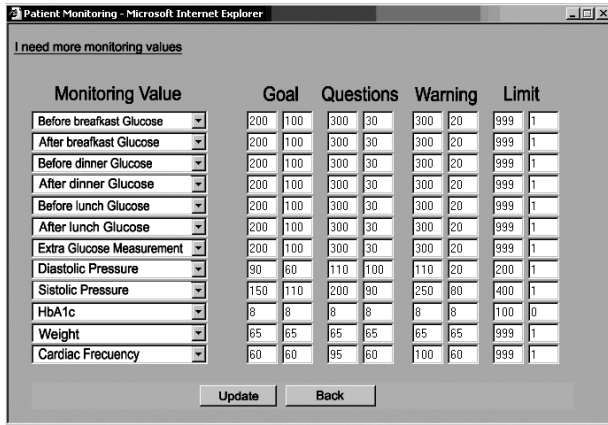 Patient Monitoring - Microsoft Internet Explorer
I need more monitoring values
Monitoring Value Goal Questions Warning Limit
Before breafkast Glucose 200 100 300 30 300 20 999 1
After breafkast Glucose 200 100 300 30 300 20 999 1
Before dinner Glucose 200 100 300 30 300 20 999 1
After dinner Glucose 200 100 300 30 300 20 999 1
Before lunch Glucose 200 100 300 30 300 20 999 1
After lunch Glucose 200 100 300 30 300 20 999 1
Extra Glucose Measurement 200 100 300 30 300 20 999 1
Diastolic Pressure 90 60 110 100 110 20 200 1
Sistolic Pressure 150 110 200 90 250 80 400 1
HbA1c 8 8 8 8 8 8 100 0
Weight 65 65 65 65 65 65 999 1
Cardiac Frecuency 60 60 95 60 100 60 999 1
Update Back